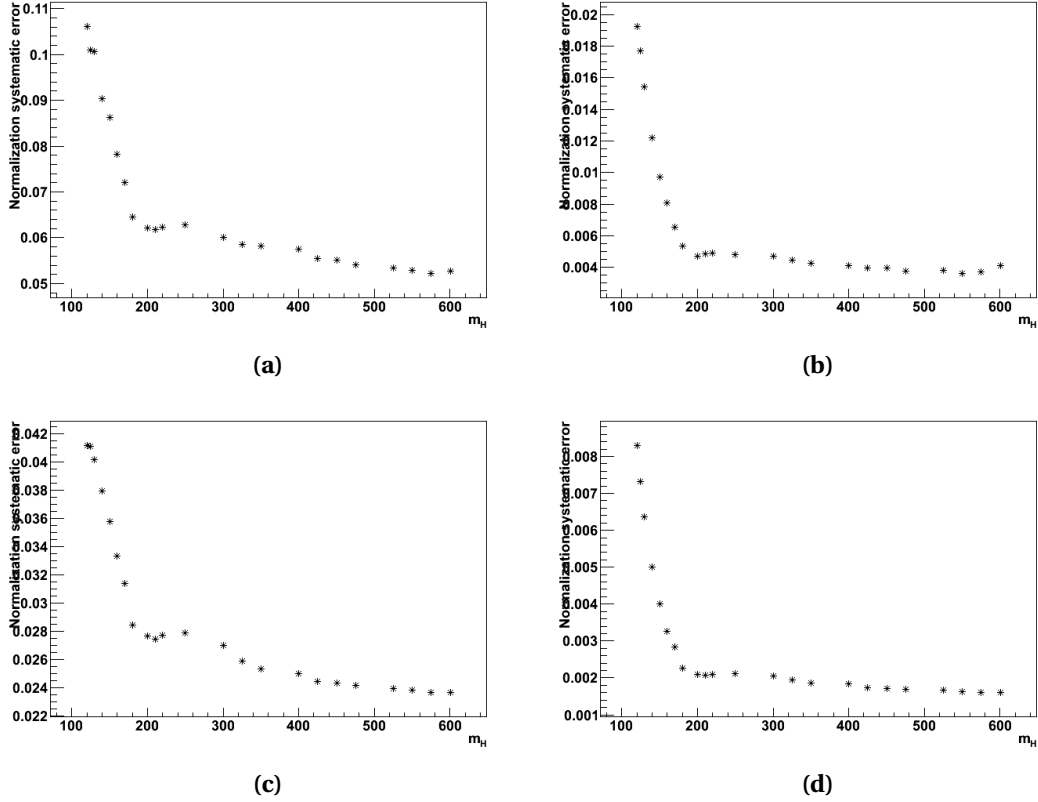 Normalization systematic error
0.11
0.1
0.09
0.08
0.07
0.06
0.05
100 200 300 400 500 600
m_H
(a)
Normalization systematic error
0.02
0.018
0.016
0.014
0.012
0.01
0.008
0.006
0.004
100 200 300 400 500 600
m_H
(b)
Normalization systematic error
0.042
0.04
0.038
0.036
0.034
0.032
0.03
0.028
0.026
0.024
0.022
100 200 300 400 500 600
m_H
(c)
Normalization systematic error
0.008
0.007
0.006
0.005
0.004
0.003
0.002
0.001
100 200 300 400 500 600
m_H
(d)